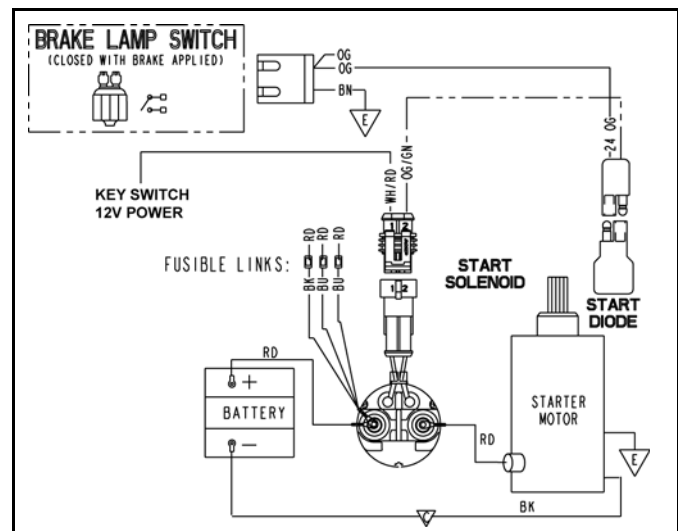 BRAKE LAMP SWITCH
(CLOSED WITH BRAKE APPLIED)
OG
OG
BN
E
24 OG
WH/RD
OG/GN
KEY SWITCH
12V POWER
1 2
RD
RD
RD
FUSIBLE LINKS:
BK
BU
BU
1 2
START
SOLENOID
START
DIODE
RD
+
BATTERY
-
STARTER
MOTOR
RD
E
BK
C